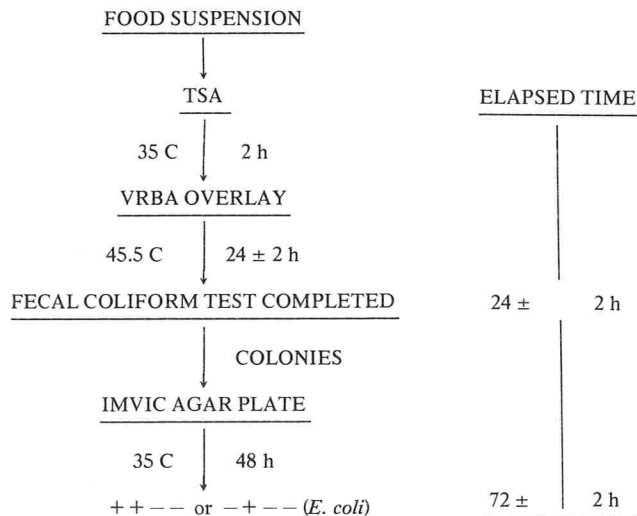 FOOD SUSPENSION
TSA
ELAPSED TIME
35 C 2 h
VRBA OVERLAY
45.5 C 24 ± 2 h
FECAL COLIFORM TEST COMPLETED 24 ± 2 h
COLONIES
IMVIC AGAR PLATE
35 C 48 h
+ + − − or − + − − (E. coli) 72 ± 2 h